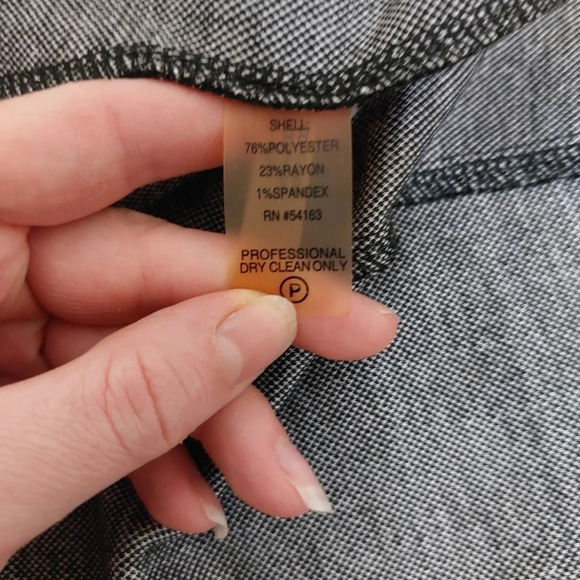 SHELL:
76%POLYESTER
23%RAYON
1%SPANDEX
RN #54163
PROFESSIONAL
DRY CLEAN ONLY
P